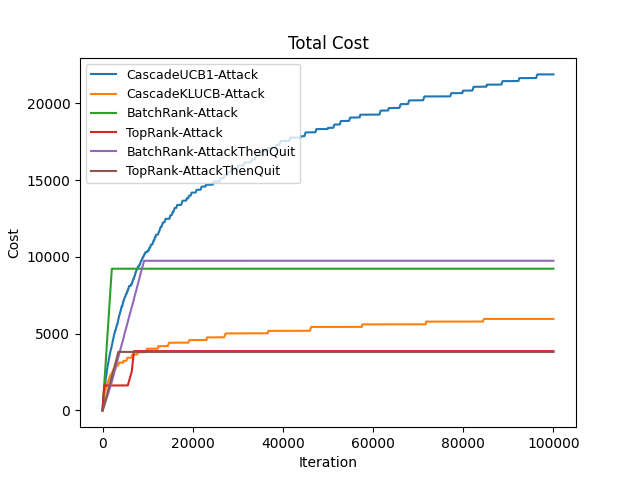 Total Cost
CascadeUCB1-Attack
CascadeKLUCB-Attack
BatchRank-Attack
TopRank-Attack
BatchRank-AttackThenQuit
TopRank-AttackThenQuit
Cost
20000
15000
10000
5000
0
0 20000 40000 60000 80000 100000
Iteration